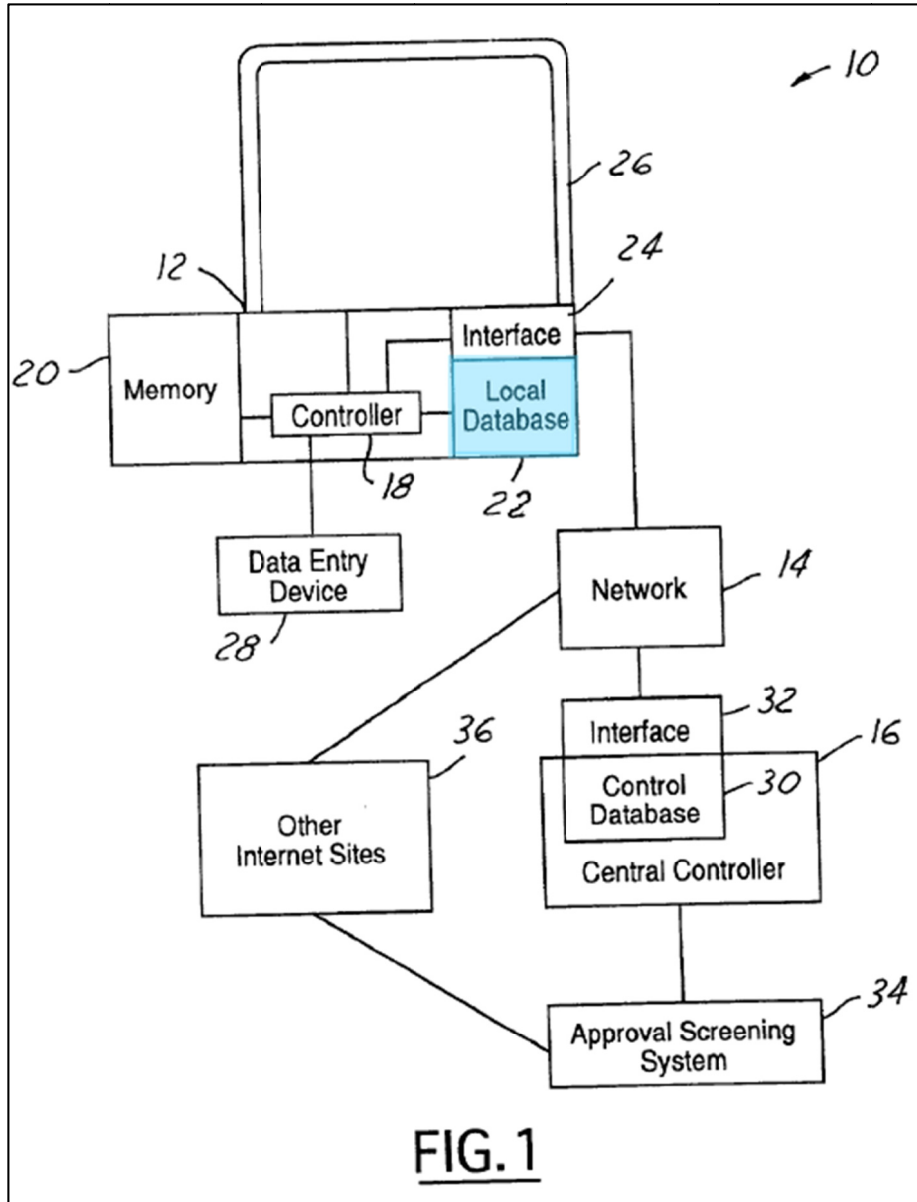 10
26
24
12
Interface
20
Memory
Local
Database
Controller
18
22
Data Entry
Device
28
Network
14
32
Interface
16
36
Control
Database
30
Other
Internet Sites
Central Controller
34
Approval Screening
System
FIG.1